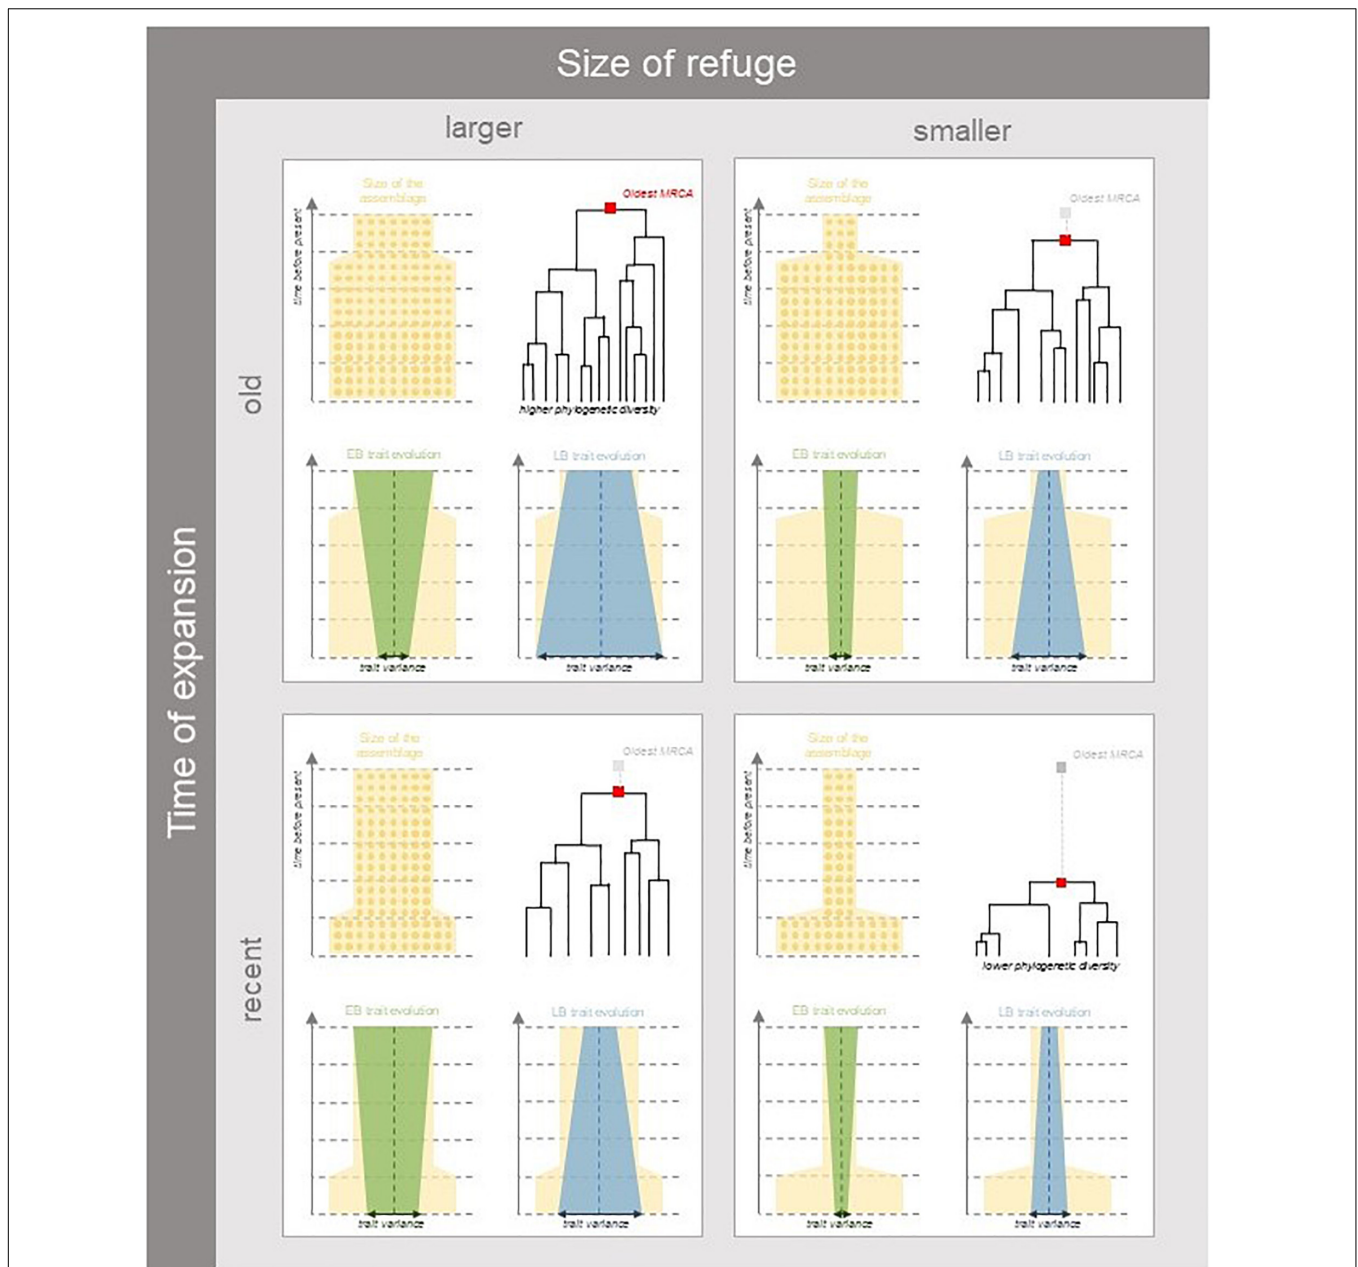 Size of refuge
larger
smaller
Time of expansion
old
recent
Size of the
assemblage
time before present
Oldest MRCA
higher phylogenetic diversity
EB trait evolution
trait variance
LB trait evolution
trait variance
Size of the
assemblage
time before present
Oldest MRCA
EB trait evolution
trait variance
LB trait evolution
trait variance
Size of the
assemblage
time before present
Oldest MRCA
EB trait evolution
trait variance
LB trait evolution
trait variance
Size of the
assemblage
time before present
Oldest MRCA
lower phylogenetic diversity
EB trait evolution
trait variance
LB trait evolution
trait variance